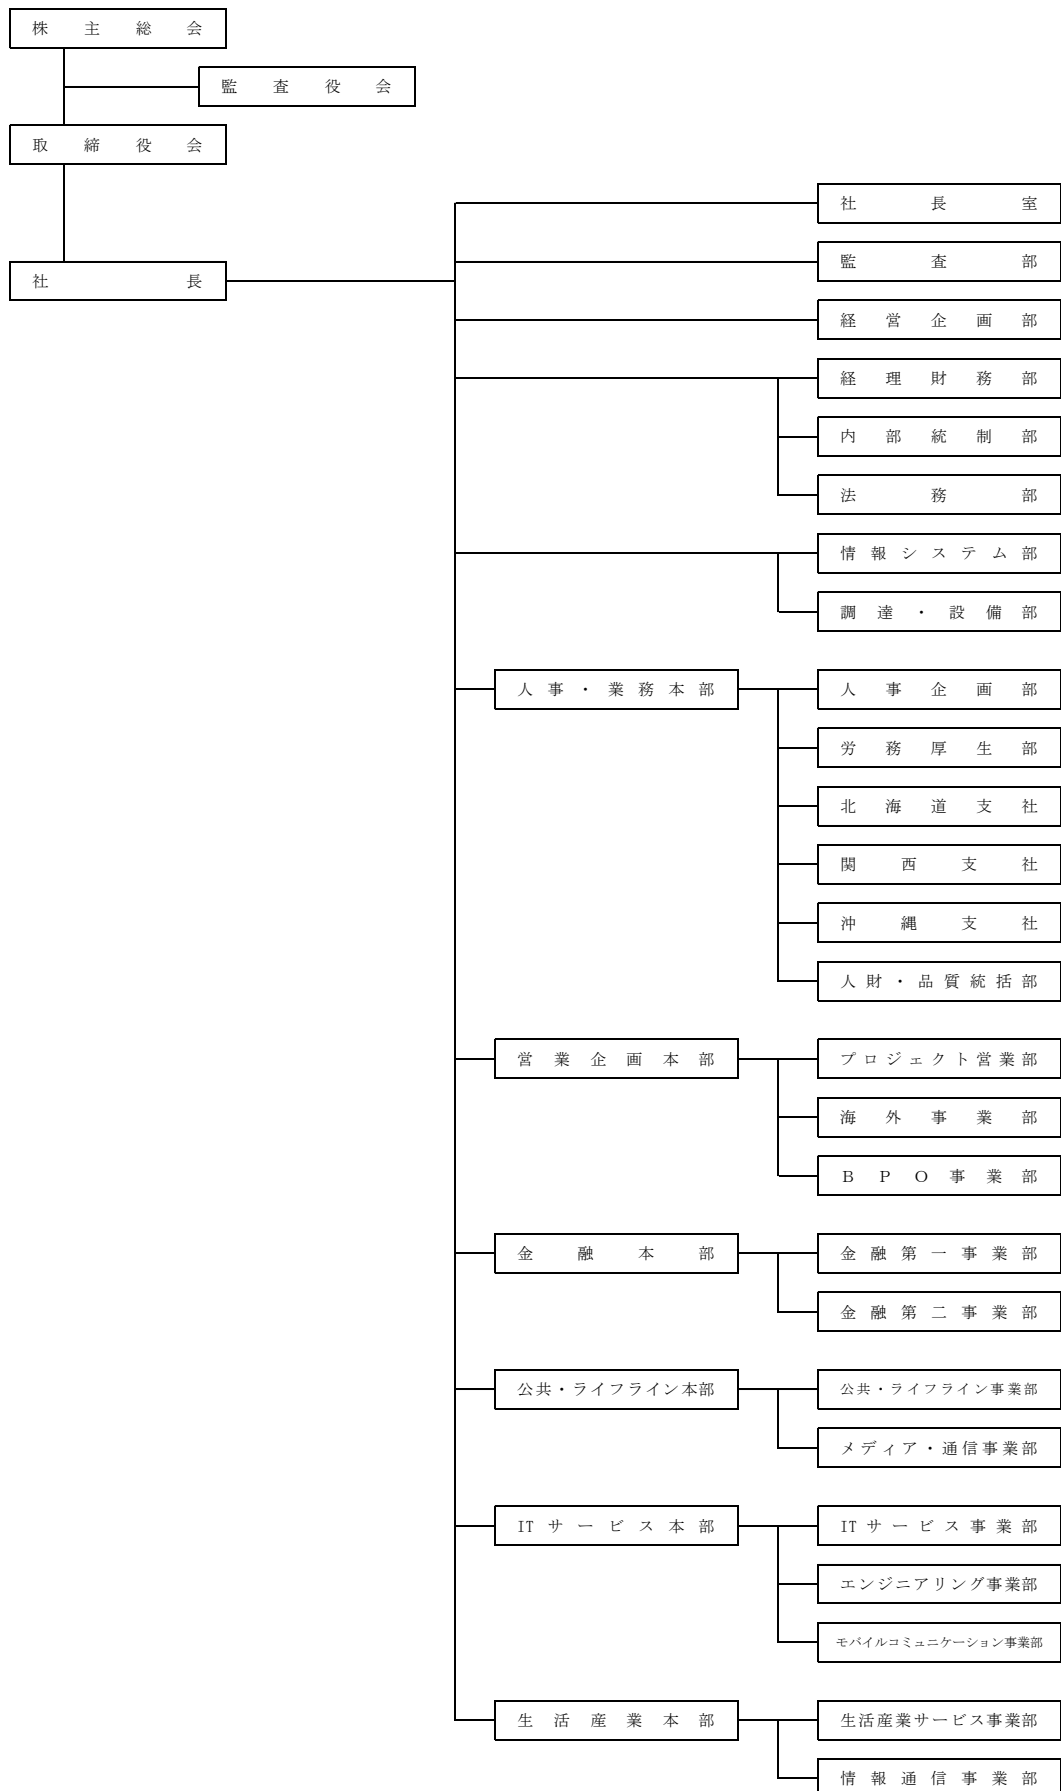 株主総会
監査役会
取締役会
社長室
監査部
社長
経営企画部
経理財務部
内部統制部
法務部
情報システム部
調達・設備部
人事・業務本部
人事企画部
労務厚生部
北海道支社
関西支社
沖縄支社
人財・品質統括部
営業企画本部
プロジェクト営業部
海外事業部
ＢＰＯ事業部
金融本部
金融第一事業部
金融第二事業部
公共・ライフライン本部
公共・ライフライン事業部
メディア・通信事業部
ITサービス本部
ITサービス事業部
エンジニアリング事業部
モバイルコミュニケーション事業部
生活産業本部
生活産業サービス事業部
情報通信事業部